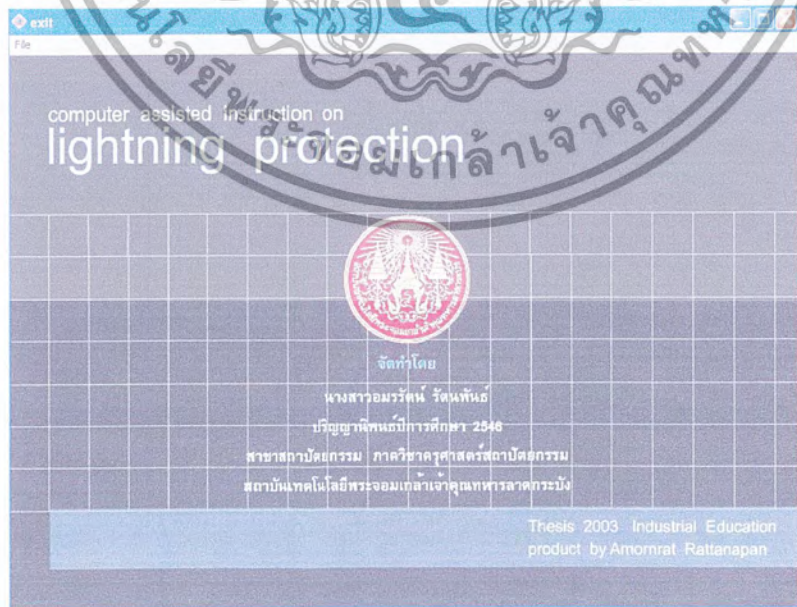 exit
File
computer assisted instruction on
lightning protection
จัดทำโดย
นางสาวอมรรัตน์ รัตนพันธ์
ปริญญานิพนธ์ปีการศึกษา 2546
สาขาสถาปัตยกรรม ภาควิชาครุศาสตร์สถาปัตยกรรม
สถาบันเทคโนโลยีพระจอมเกล้าเจ้าคุณทหารลาดกระบัง
Thesis 2003 Industrial Education
product by Amornrat Rattanapan